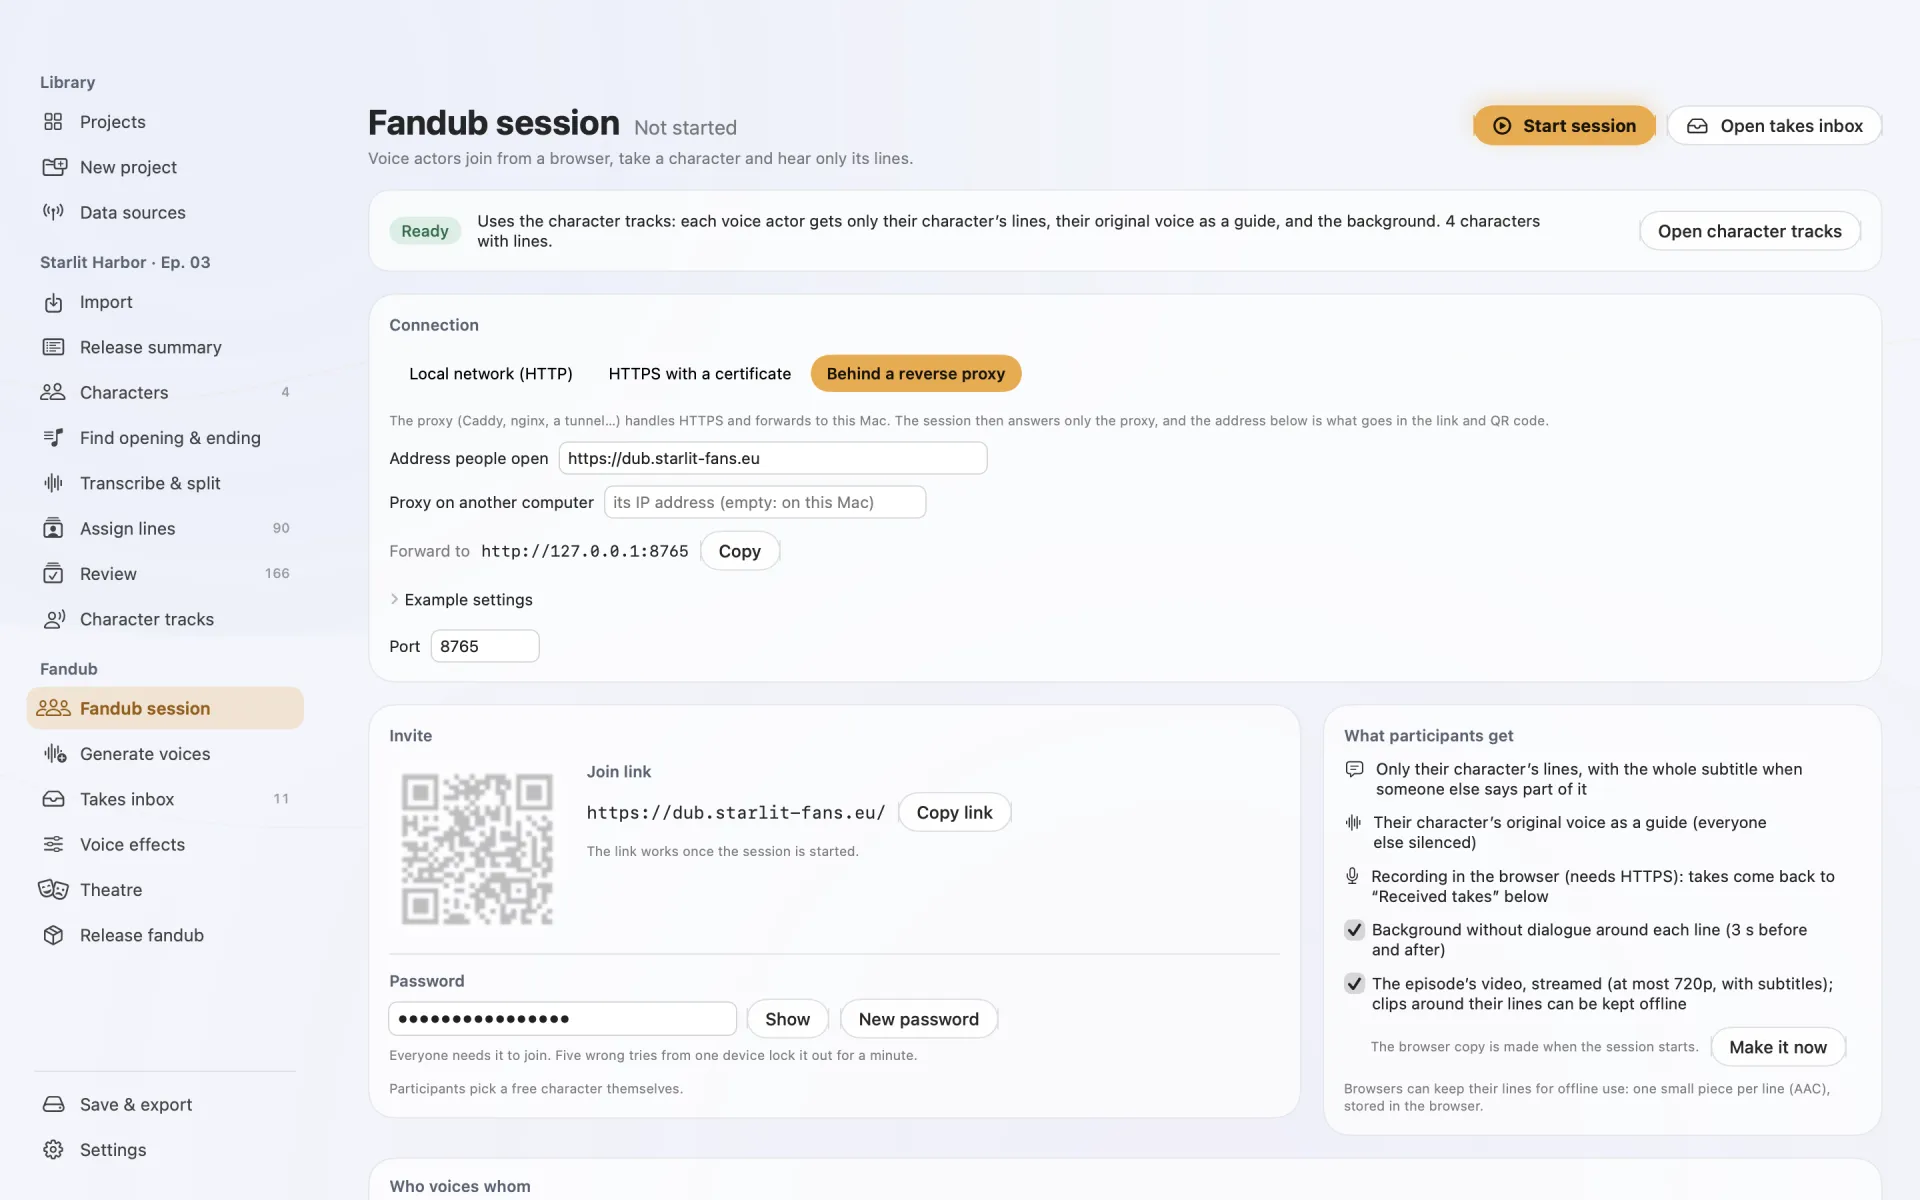 Library
Projects
New project
Data sources
Starlit Harbor · Ep. 03
Import
Release summary
Characters 4
Find opening & ending
Transcribe & split
Assign lines 90
Review 166
Character tracks
Fandub
Fandub session
Generate voices
Takes inbox 11
Voice effects
Theatre
Release fandub
Save & export
Settings
Fandub session Not started
Voice actors join from a browser, take a character and hear only its lines.
Start session
Open takes inbox
Ready
Uses the character tracks: each voice actor gets only their character’s lines, their original voice as a guide, and the background. 4 characters
with lines.
Open character tracks
Connection
Local network (HTTP) HTTPS with a certificate Behind a reverse proxy
The proxy (Caddy, nginx, a tunnel…) handles HTTPS and forwards to this Mac. The session then answers only the proxy, and the address below is what goes in the link and QR code.
Address people open https://dub.starlit-fans.eu
Proxy on another computer its IP address (empty: on this Mac)
Forward to http://127.0.0.1:8765 Copy
Example settings
Port 8765
Invite
Join link
https://dub.starlit-fans.eu/ Copy link
The link works once the session is started.
Password
Show New password
Everyone needs it to join. Five wrong tries from one device lock it out for a minute.
Participants pick a free character themselves.
What participants get
Only their character’s lines, with the whole subtitle when
someone else says part of it
Their character’s original voice as a guide (everyone
else silenced)
Recording in the browser (needs HTTPS): takes come back to
“Received takes” below
Background without dialogue around each line (3 s before
and after)
The episode’s video, streamed (at most 720p, with subtitles);
clips around their lines can be kept offline
The browser copy is made when the session starts. Make it now
Browsers can keep their lines for offline use: one small piece per line (AAC),
stored in the browser.
Who voices whom